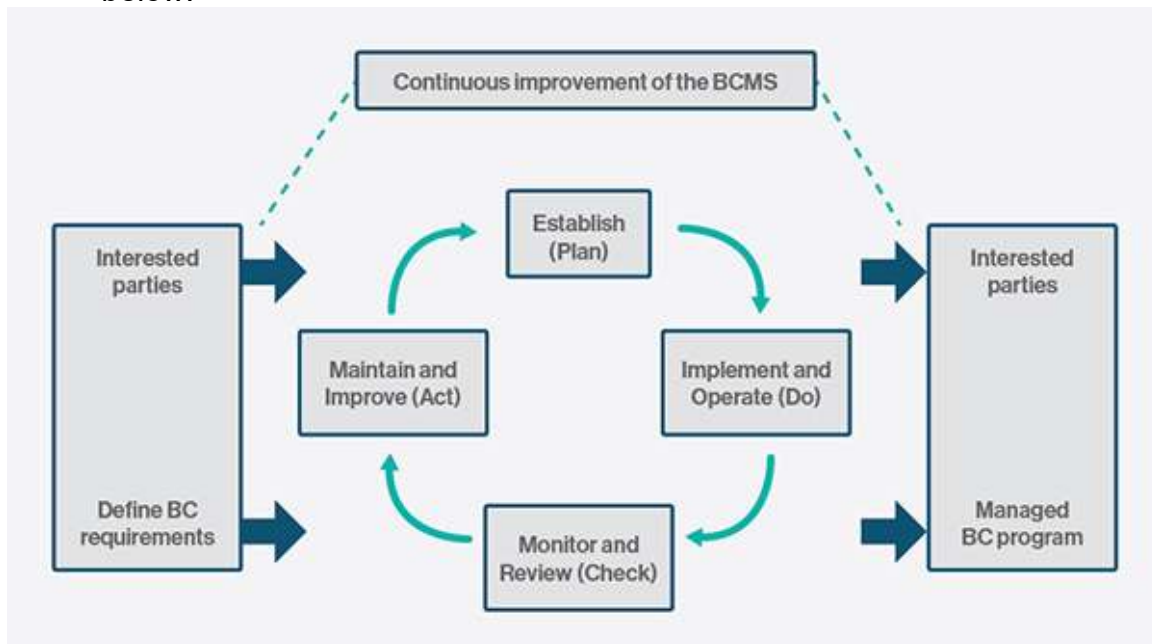 below:
Continuous improvement of the BCMS
Establish
(Plan)
Interested
parties
Interested
parties
Maintain and
Improve (Act)
Implement and
Operate (Do)
Define BC
requirements
Managed
BC program
Monitor and
Review (Check)